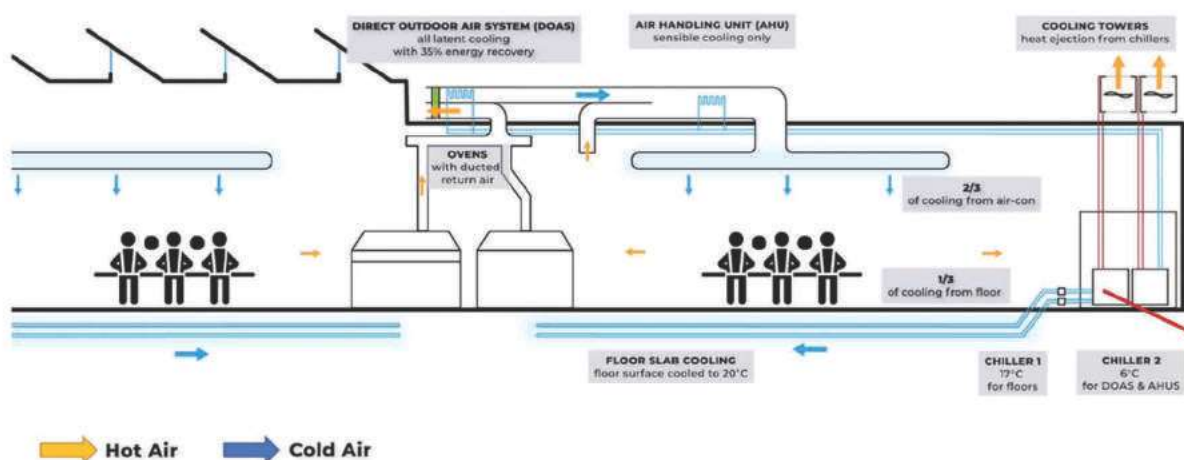 DIRECT OUTDOOR AIR SYSTEM (DOAS)
all latent cooling
with 35% energy recovery
AIR HANDLING UNIT (AHU)
sensible cooling only
COOLING TOWERS
heat ejection from chillers
OVENS
with ducted
return air
2/3
of cooling from air-con
1/3
of cooling from floor
FLOOR SLAB COOLING
floor surface cooled to 20°C
CHILLER 1
17°C
for floors
CHILLER 2
6°C
for DOAS & AHUS
Hot Air
Cold Air